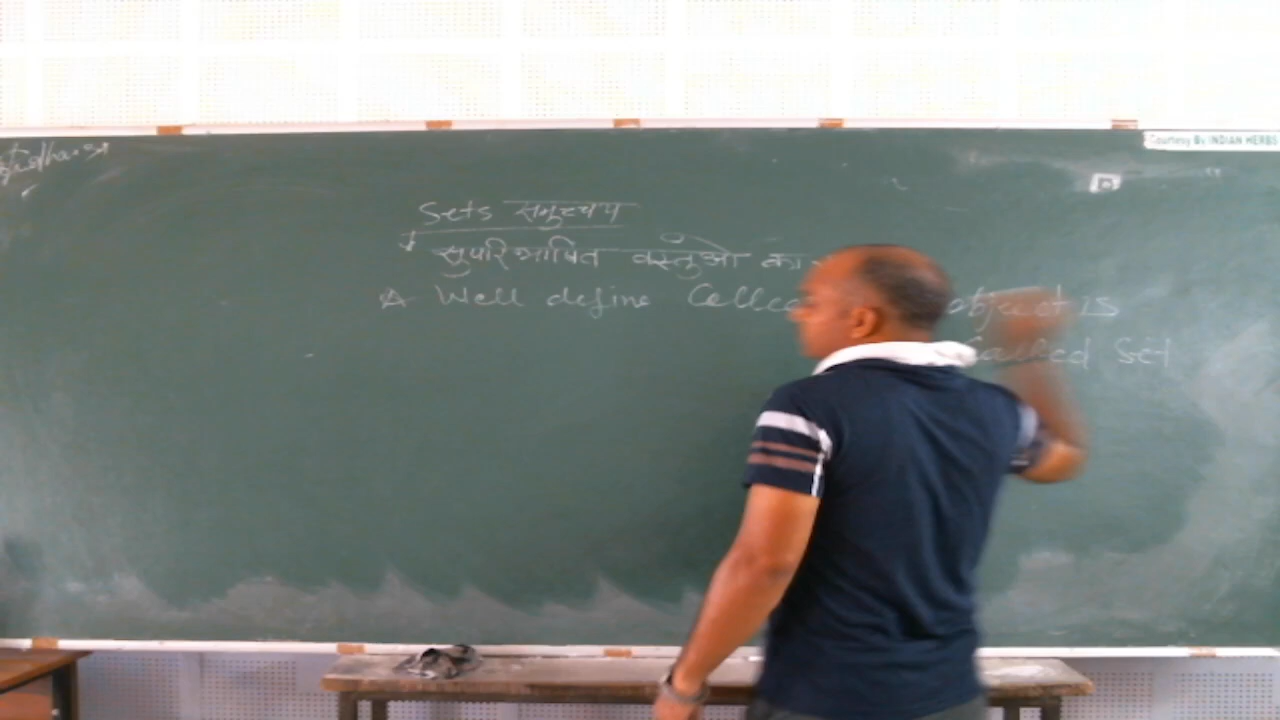 Courtesy By INDIAN HERBS
Sets समुच्चय
सुपरिभाषित वस्तुओ का
Well define object is
Called Set